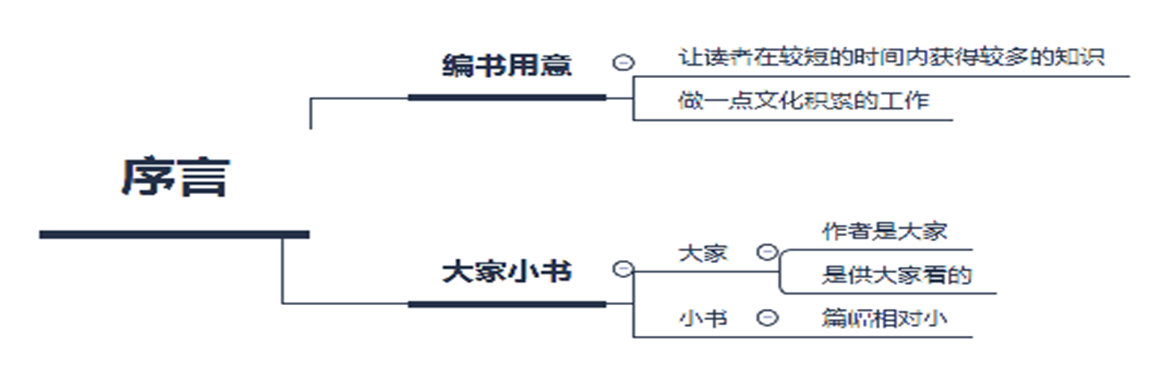 序言
编书用意
让读者在较短的时间内获得较多的知识
做一点文化积累的工作
大家小书
大家
作者是大家
是供大家看的
小书
篇幅相对小